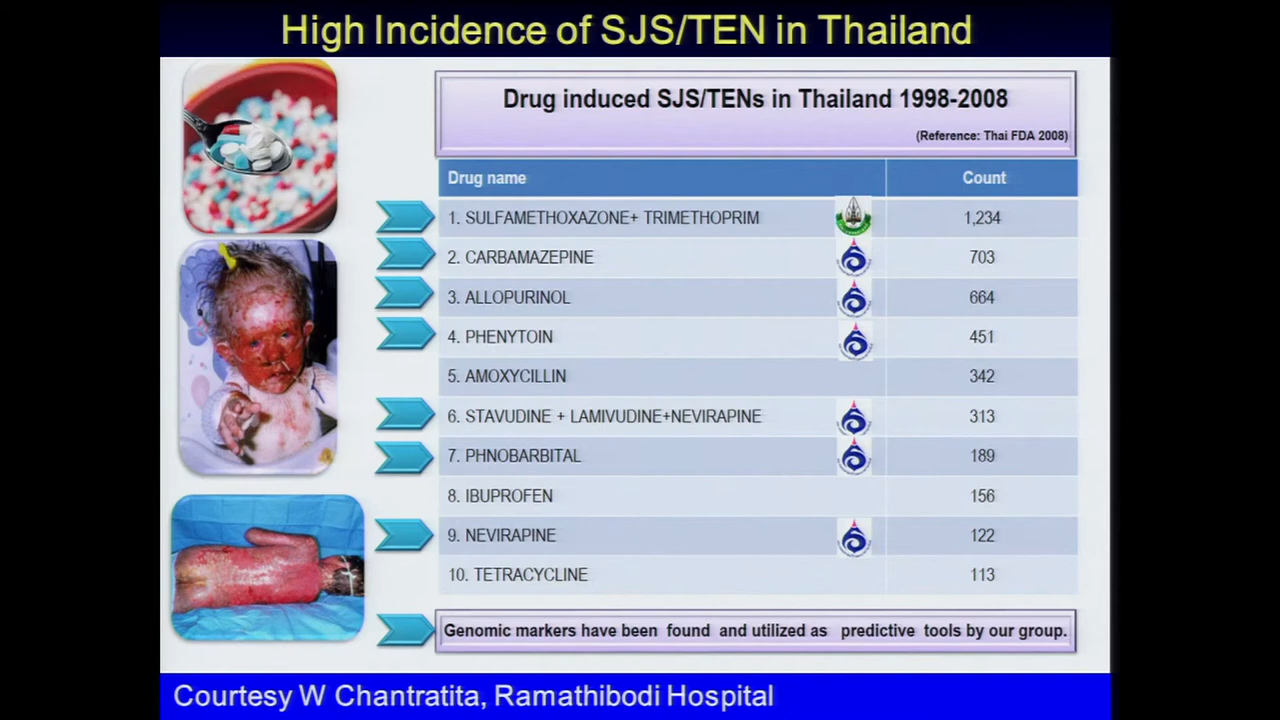 High Incidence of SJS/TEN in Thailand
Drug induced SJS/TENs in Thailand 1998-2008
(Reference: Thai FDA 2008)
Drug name Count
1. SULFAMETHOXAZONE+ TRIMETHOPRIM 1,234
2. CARBAMAZEPINE 703
3. ALLOPURINOL 664
4. PHENYTOIN 451
5. AMOXYCILLIN 342
6. STAVUDINE + LAMIVUDINE+NEVIRAPINE 313
7. PHNOBARBITAL 189
8. IBUPROFEN 156
9. NEVIRAPINE 122
10. TETRACYCLINE 113
Genomic markers have been found and utilized as predictive tools by our group.
Courtesy W Chantratita, Ramathibodi Hospital